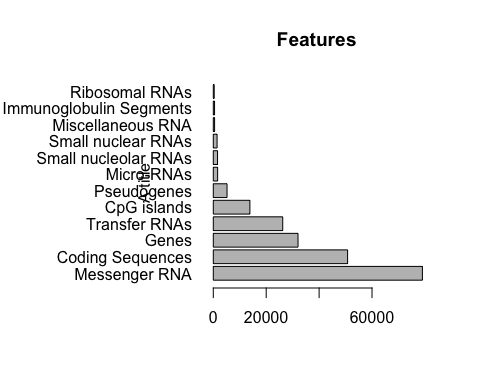 Features
Ribosomal RNAs
Immunoglobulin Segments
Miscellaneous RNA
Small nuclear RNAs
Small nucleolar RNAs
Micro RNAs
Pseudogenes
CpG islands
Transfer RNAs
Genes
Coding Sequences
Messenger RNA
0 20000 60000